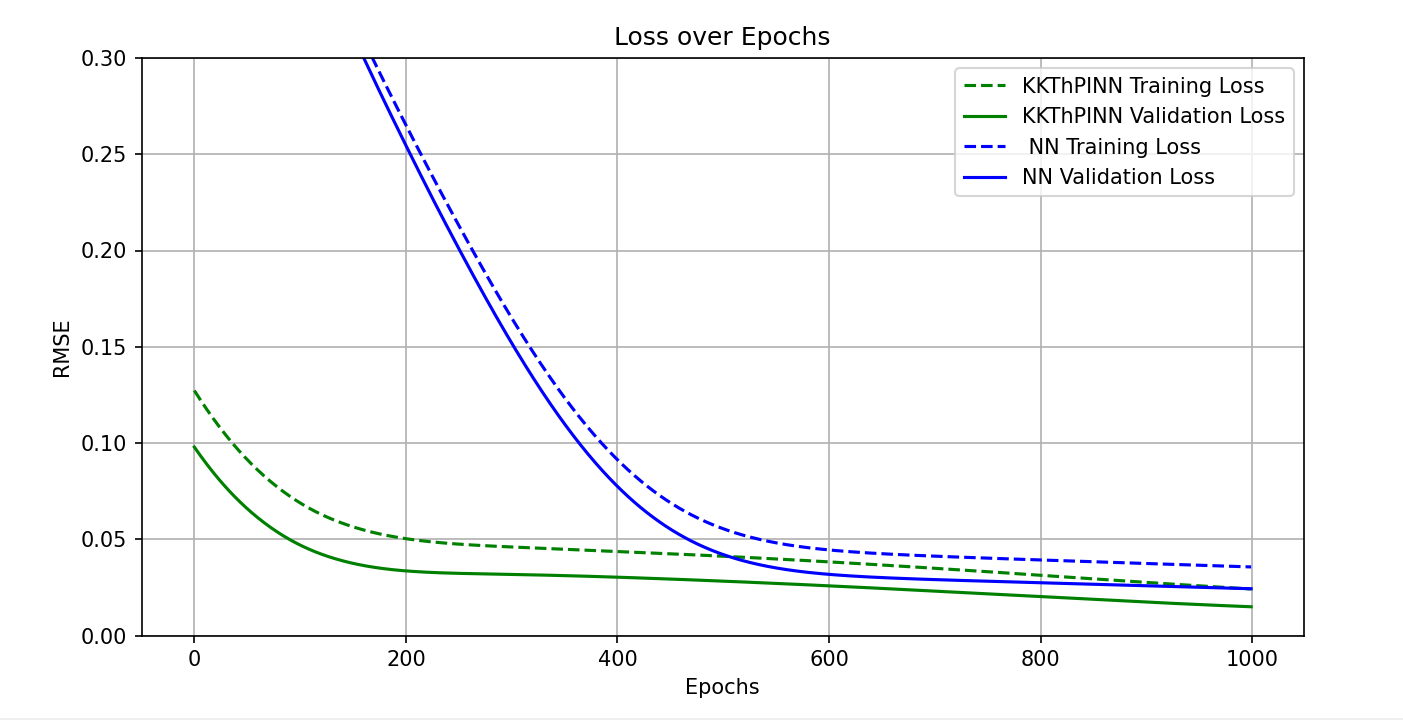 Loss over Epochs
KKThPINN Training Loss
KKThPINN Validation Loss
NN Training Loss
NN Validation Loss
RMSE
0.30
0.25
0.20
0.15
0.10
0.05
0.00
0 200 400 600 800 1000
Epochs